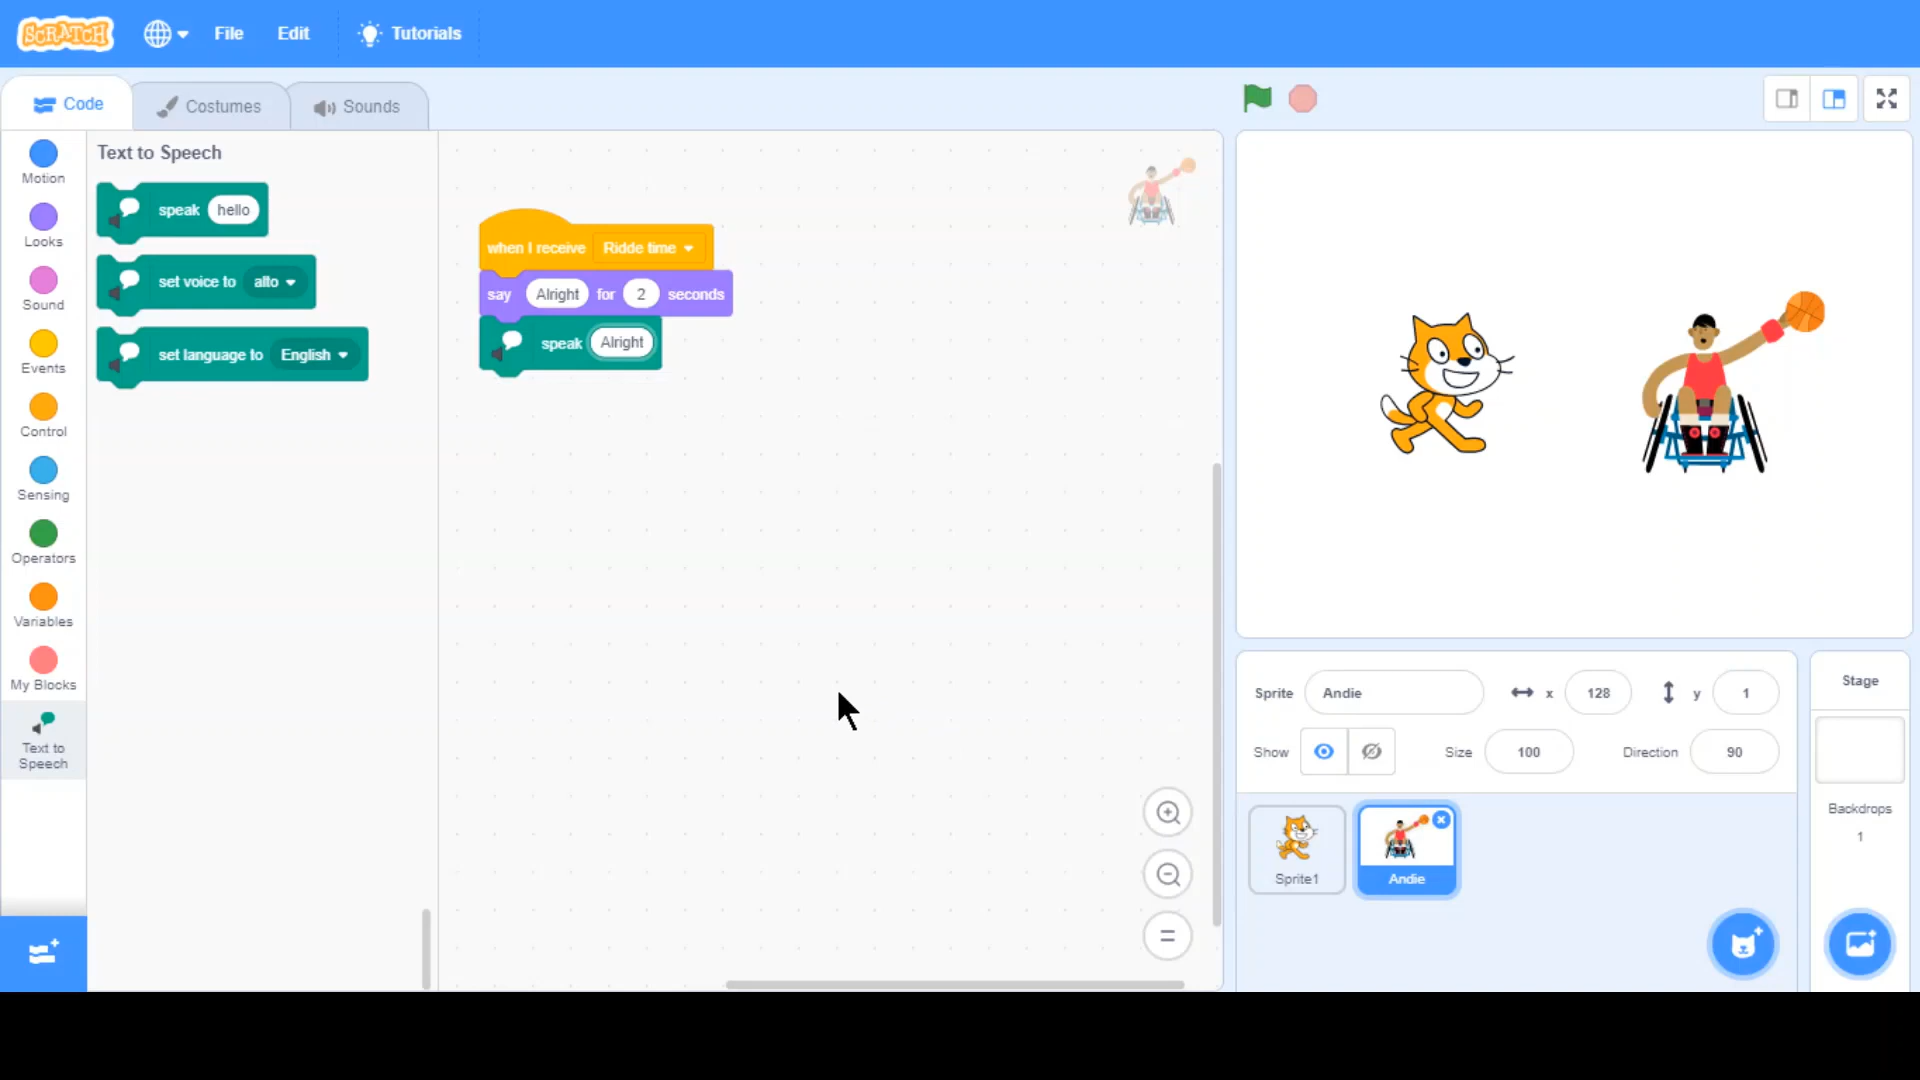 SCRATCH File Edit Tutorials
Code Costumes Sounds
Motion
Looks
Sound
Events
Control
Sensing
Operators
Variables
My Blocks
Text to
Speech
Text to Speech
speak hello
set voice to alto
set language to English
when I receive Ridde time
say Alright for 2 seconds
speak Alright
Sprite Andie x 128 y 1
Show Size 100 Direction 90
Sprite1
Andie
Stage
Backdrops
1